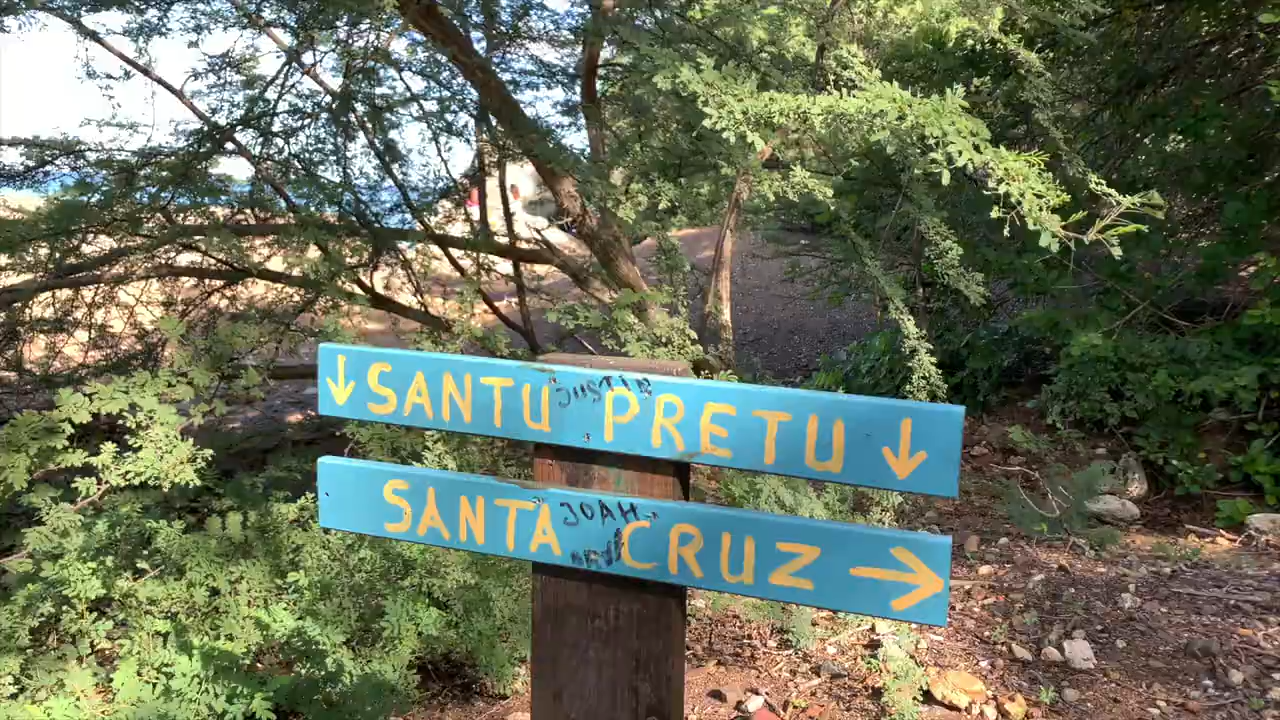 ↓ SANTU PRETU ↓
JUSTIN
SANTA CRUZ →
JOAH